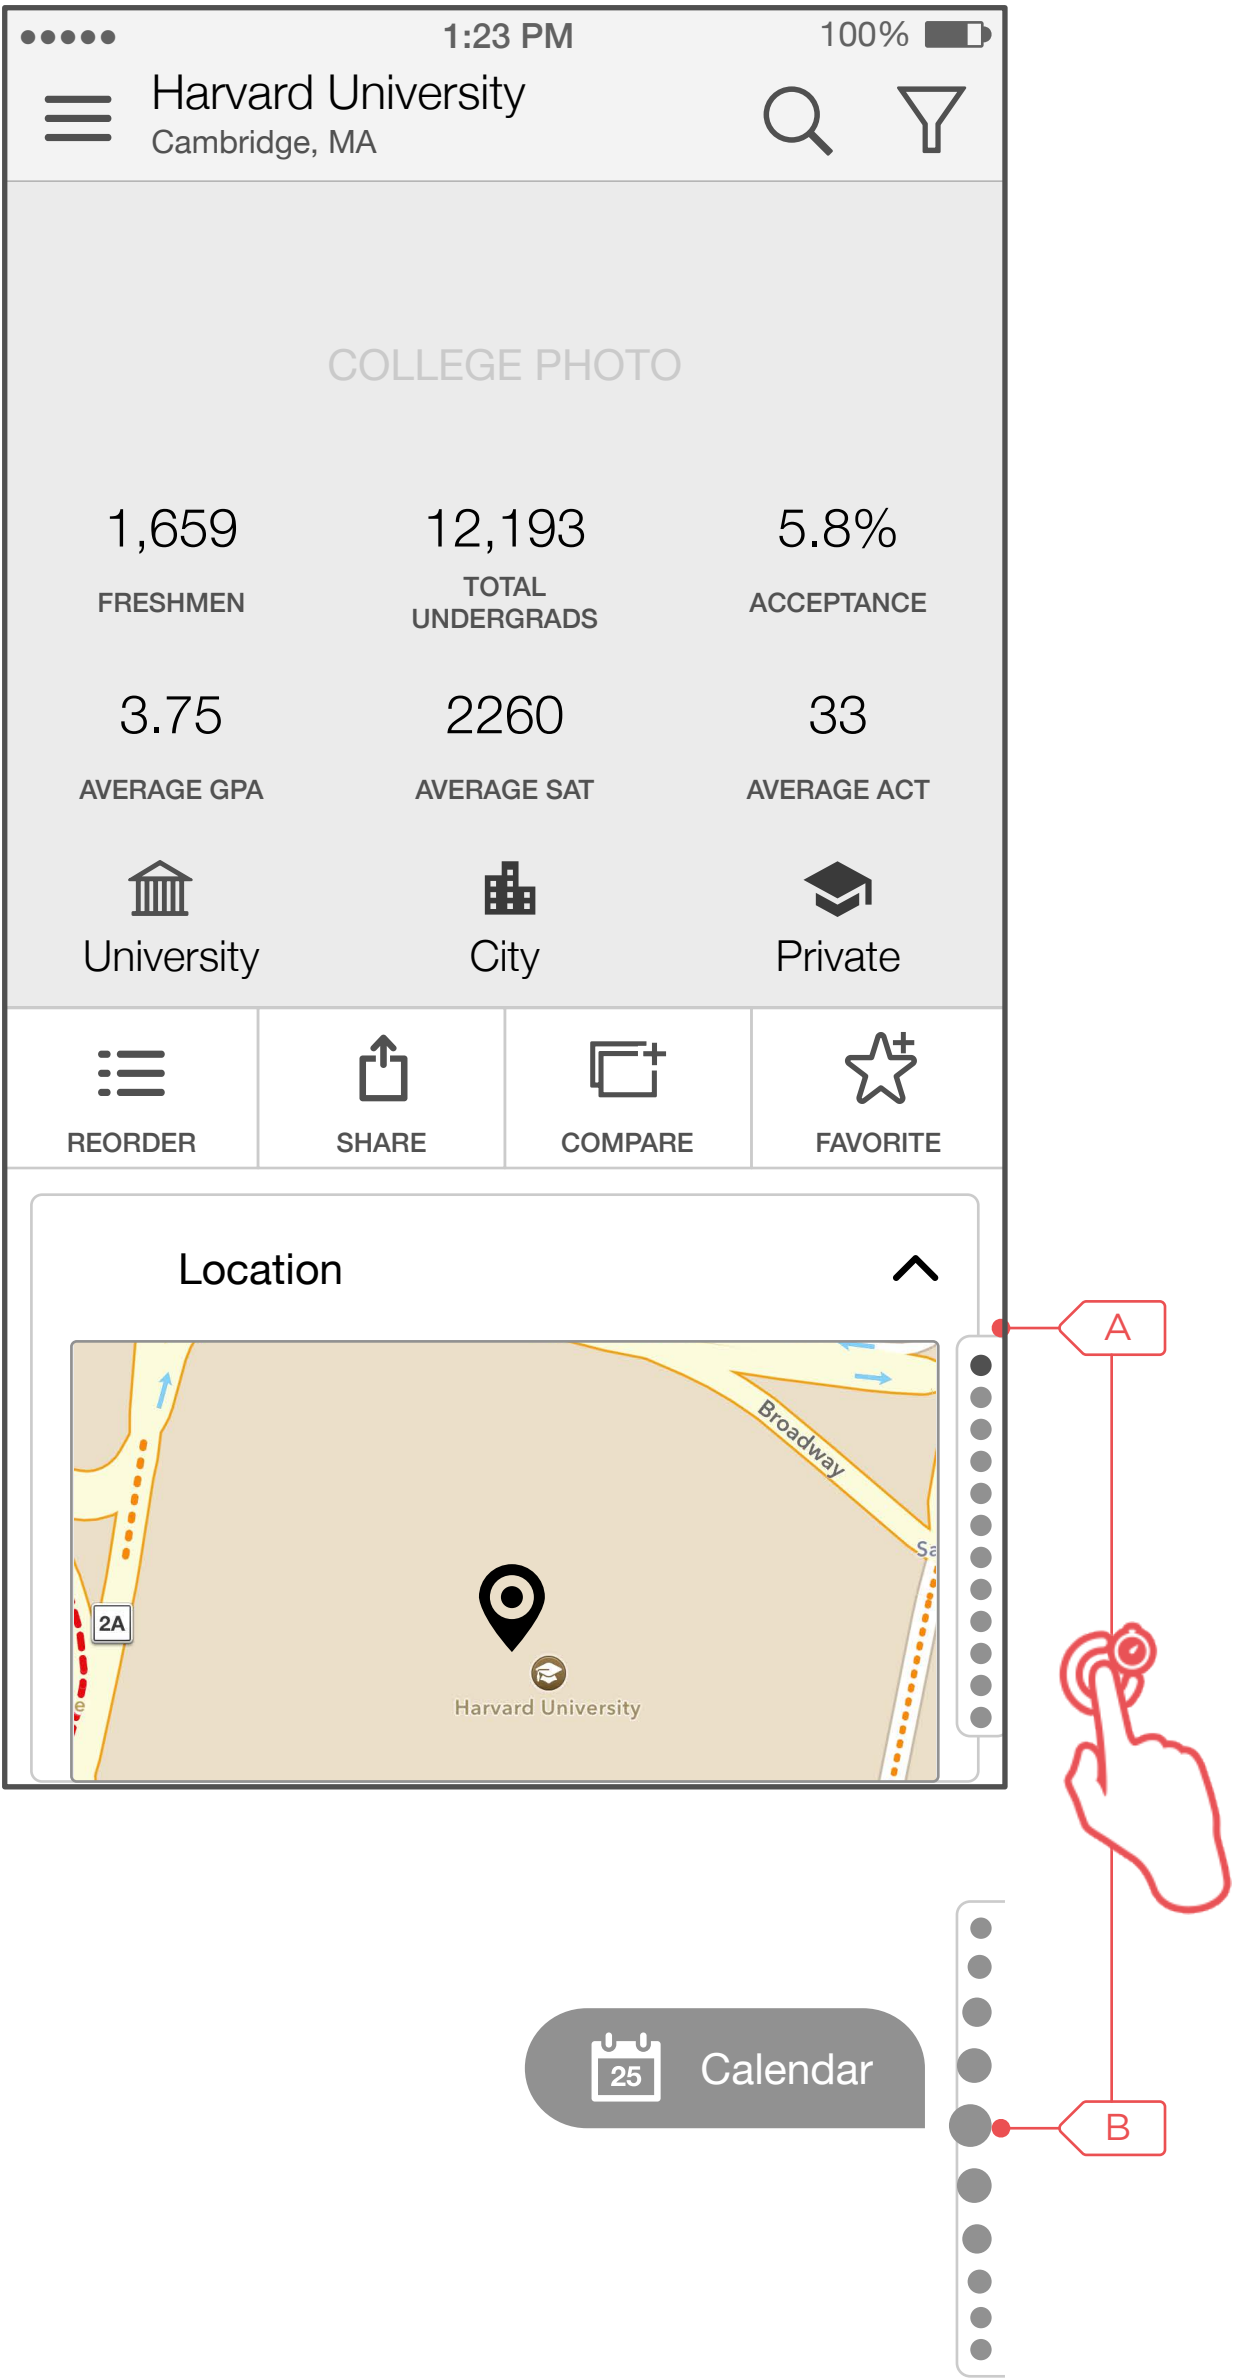 1:23 PM
100%
Harvard University
Cambridge, MA
COLLEGE PHOTO
1,659
12,193
5.8%
FRESHMEN
TOTAL
UNDERGRADS
ACCEPTANCE
3.75
2260
33
AVERAGE GPA
AVERAGE SAT
AVERAGE ACT
University
City
Private
REORDER
SHARE
COMPARE
FAVORITE
Location
A
Broadway
Sa
2A
e
Harvard University
25
Calendar
B